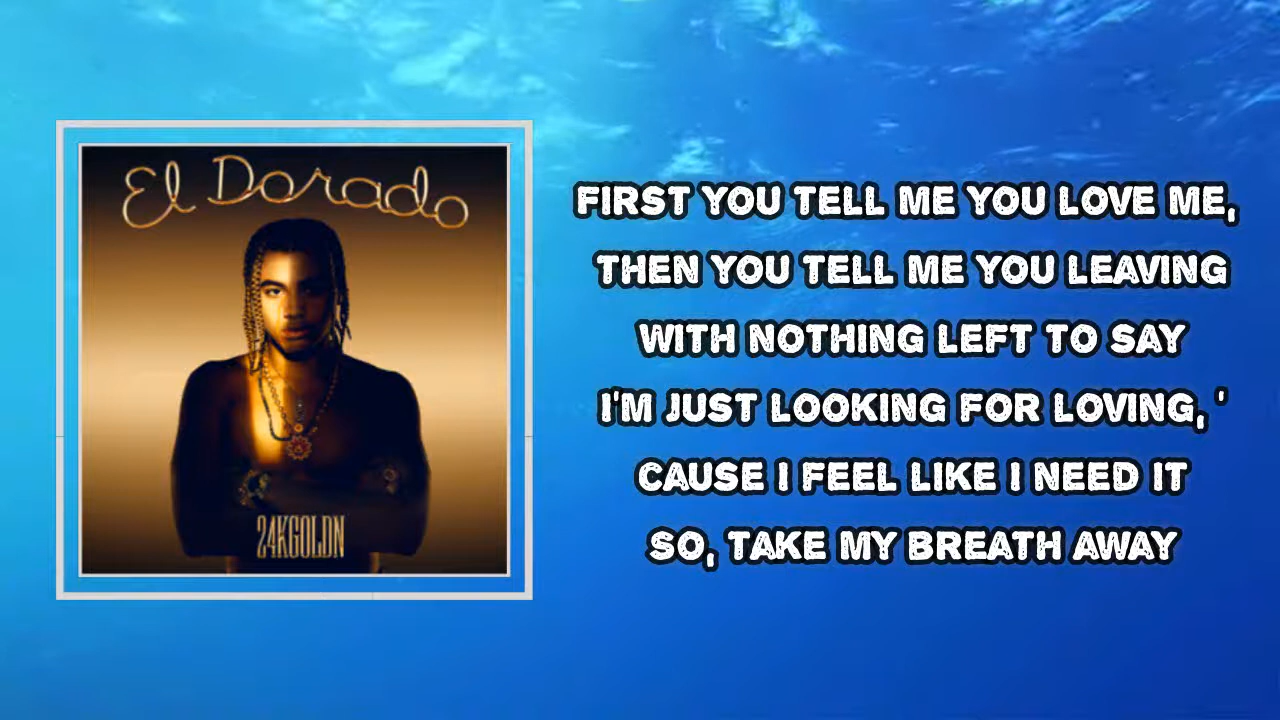 El Dorado
24KGOLDN
FIRST YOU TELL ME YOU LOVE ME,
THEN YOU TELL ME YOU LEAVING
WITH NOTHING LEFT TO SAY
I'M JUST LOOKING FOR LOVING, '
CAUSE I FEEL LIKE I NEED IT
SO, TAKE MY BREATH AWAY